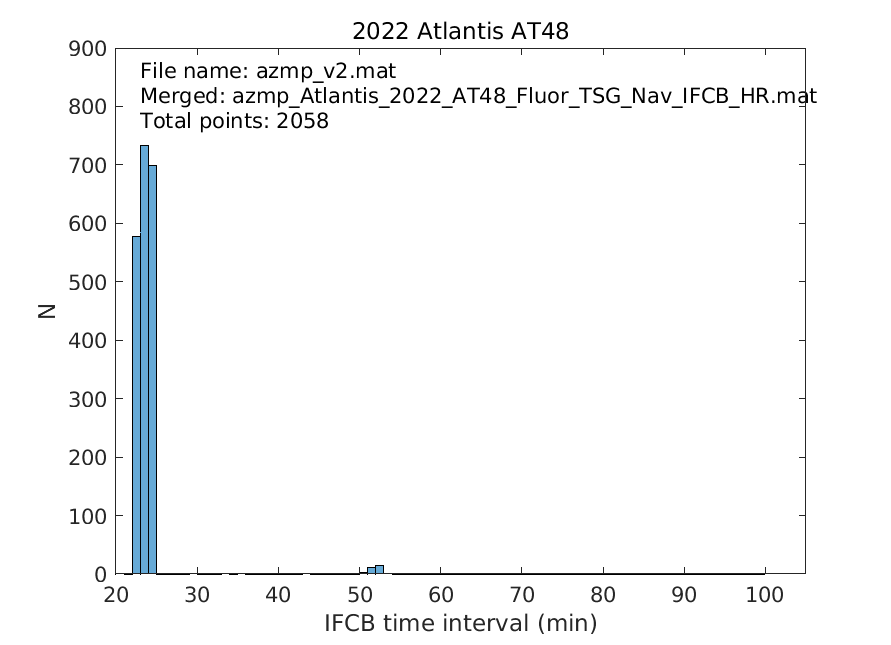 2022 Atlantis AT48
File name: azmp_v2.mat
Merged: azmp_Atlantis_2022_AT48_Fluor_TSG_Nav_IFCB_HR.mat
Total points: 2058
900
800
700
600
500
400
300
200
100
0
N
20 30 40 50 60 70 80 90 100
IFCB time interval (min)